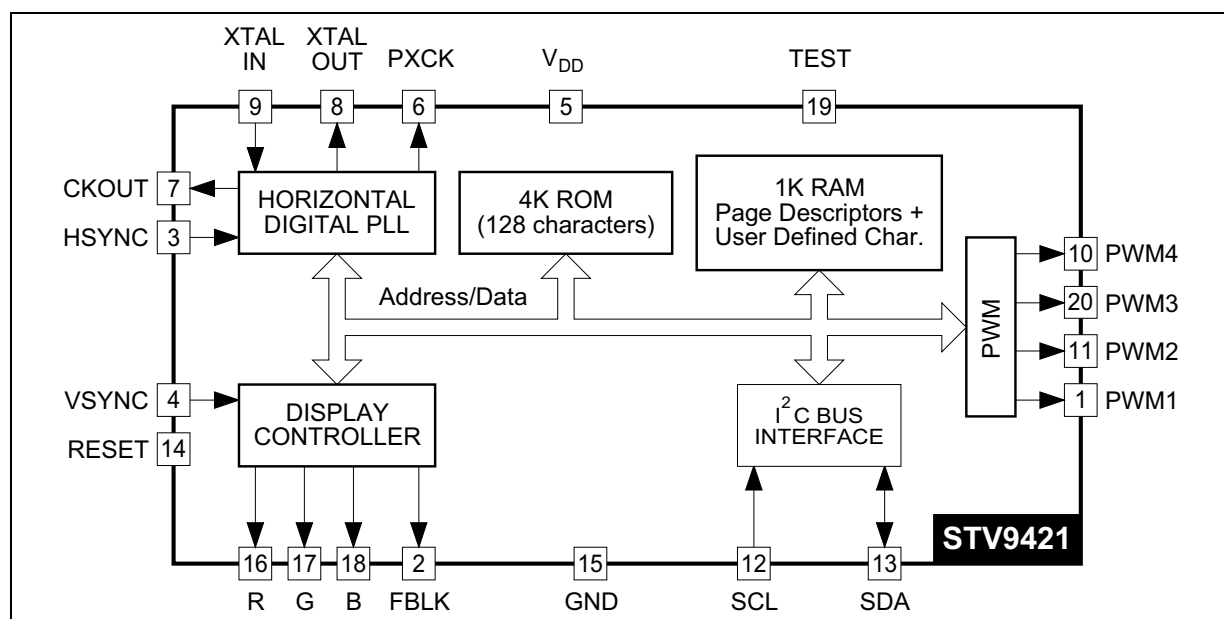 XTAL IN
XTAL OUT
PXCK
VDD
TEST
9
8
6
5
19
CKOUT 7
HSYNC 3
HORIZONTAL
DIGITAL PLL
4K ROM
(128 characters)
1K RAM
Page Descriptors +
User Defined Char.
Address/Data
PWM
10 PWM4
20 PWM3
11 PWM2
1 PWM1
VSYNC 4
RESET 14
DISPLAY
CONTROLLER
I2C BUS
INTERFACE
STV9421
16
17
18
2
15
12
13
R
G
B
FBLK
GND
SCL
SDA